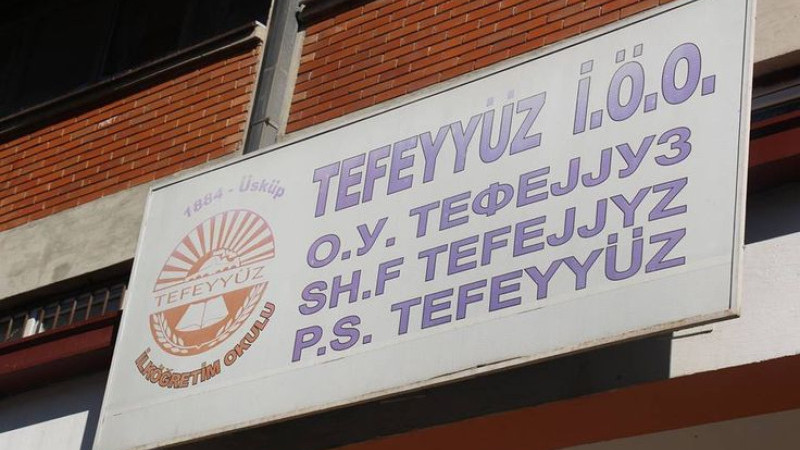 1884 - Üsküp
TEFEYYÜZ
İLKÖĞRETİM OKULU
TEFEYYÜZ İ.Ö.O.
О.У. ТЕФЕЈЈУЗ
SH.F TEFEJJYZ
P.S. TEFEYYÜZ